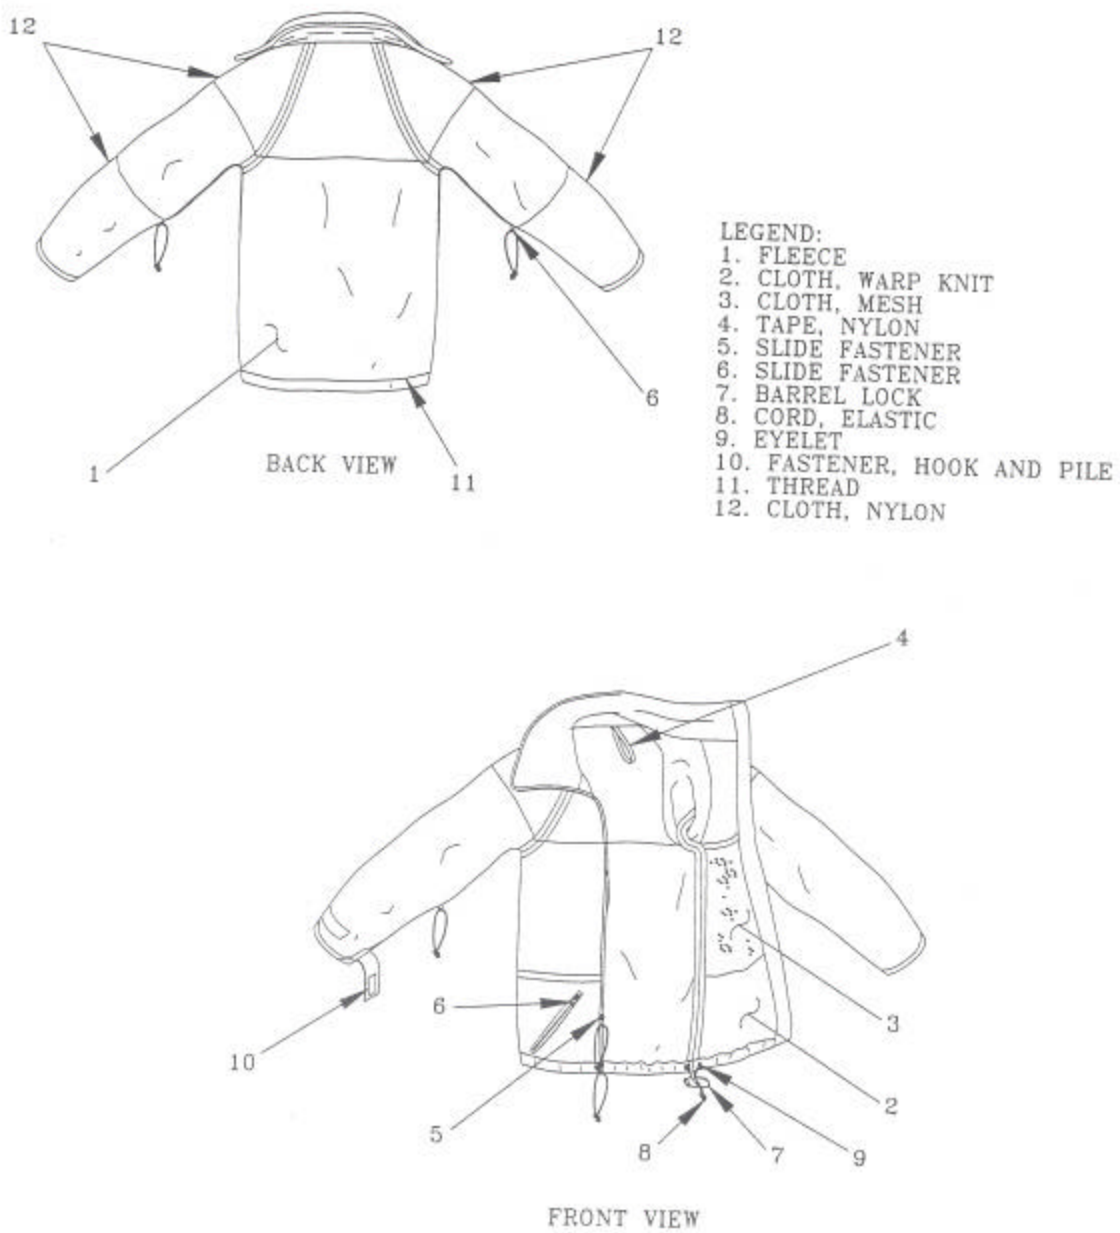 12
12
LEGEND:
1. FLEECE
2. CLOTH, WARP KNIT
3. CLOTH, MESH
4. TAPE, NYLON
5. SLIDE FASTENER
6. SLIDE FASTENER
7. BARREL LOCK
8. CORD, ELASTIC
9. EYELET
10. FASTENER, HOOK AND PILE
11. THREAD
12. CLOTH, NYLON
6
BACK VIEW
1
11
4
6
3
10
2
5
8
7
9
FRONT VIEW